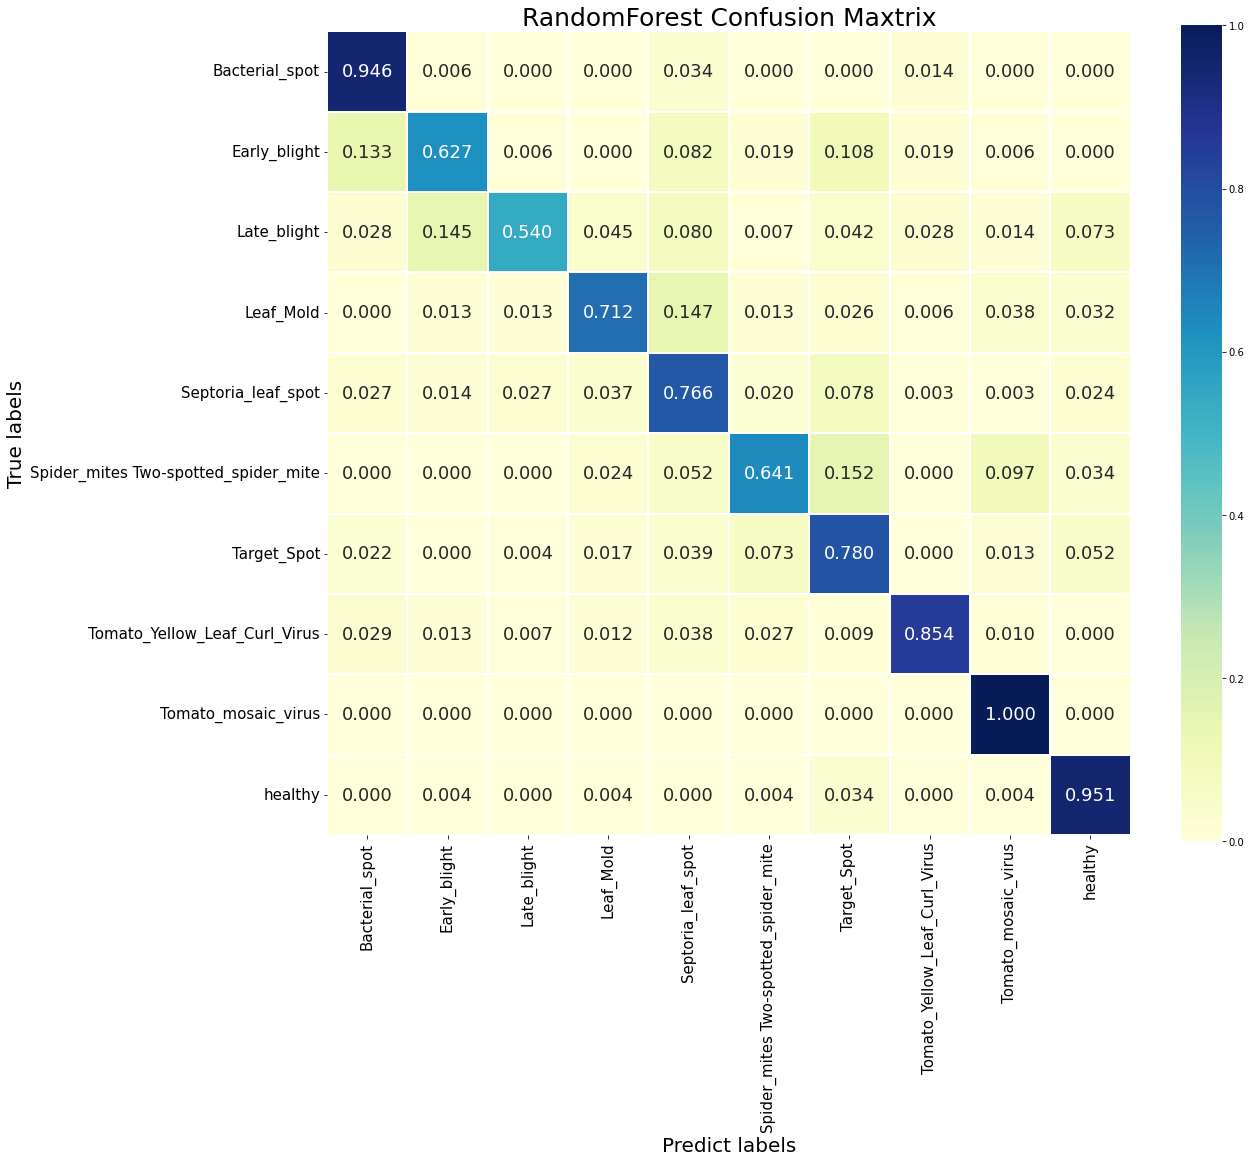 RandomForest Confusion Maxtrix
True labels
Bacterial_spot 0.946 0.006 0.000 0.000 0.034 0.000 0.000 0.014 0.000 0.000
Early_blight 0.133 0.627 0.006 0.000 0.082 0.019 0.108 0.019 0.006 0.000
Late_blight 0.028 0.145 0.540 0.045 0.080 0.007 0.042 0.028 0.014 0.073
Leaf_Mold 0.000 0.013 0.013 0.712 0.147 0.013 0.026 0.006 0.038 0.032
Septoria_leaf_spot 0.027 0.014 0.027 0.037 0.766 0.020 0.078 0.003 0.003 0.024
Spider_mites Two-spotted_spider_mite 0.000 0.000 0.000 0.024 0.052 0.641 0.152 0.000 0.097 0.034
Target_Spot 0.022 0.000 0.004 0.017 0.039 0.073 0.780 0.000 0.013 0.052
Tomato_Yellow_Leaf_Curl_Virus 0.029 0.013 0.007 0.012 0.038 0.027 0.009 0.854 0.010 0.000
Tomato_mosaic_virus 0.000 0.000 0.000 0.000 0.000 0.000 0.000 0.000 1.000 0.000
healthy 0.000 0.004 0.000 0.004 0.000 0.004 0.034 0.000 0.004 0.951
Bacterial_spot
Early_blight
Late_blight
Leaf_Mold
Septoria_leaf_spot
Spider_mites Two-spotted_spider_mite
Target_Spot
Tomato_Yellow_Leaf_Curl_Virus
Tomato_mosaic_virus
healthy
Predict labels
1.0
0.8
0.6
0.4
0.2
0.0